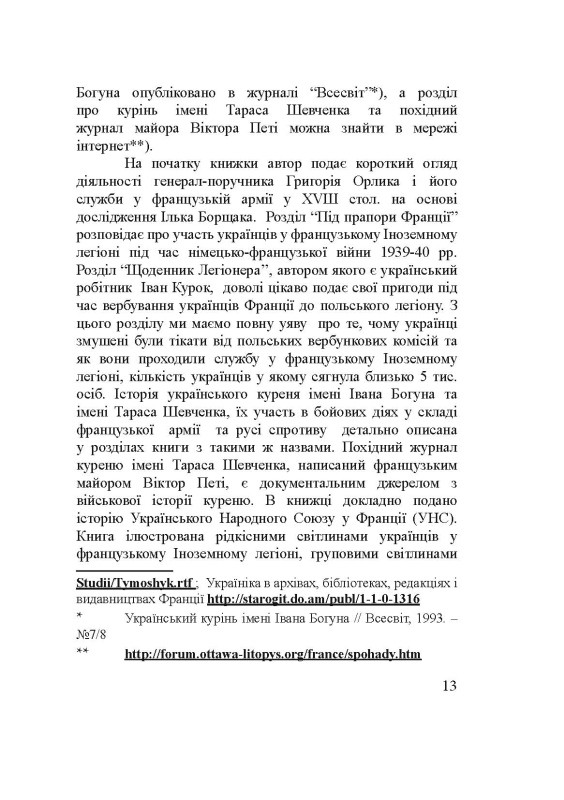 Богуна опубліковано в журналі “Всесвіт”*), а розділ
про курінь імені Тараса Шевченка та похідний
журнал майора Віктора Петі можна знайти в мережі
інтернет**).
На початку книжки автор подає короткий огляд
діяльності генерал-поручника Григорія Орлика і його
служби у французькій армії у XVIII стол. на основі
дослідження Ілька Борщака. Розділ “Під прапори Франції”
розповідає про участь українців у французькому Іноземному
легіоні під час німецько-французької війни 1939-40 рр.
Розділ “Щоденник Легіонера”, автором якого є український
робітник Іван Курок, доволі цікаво подає свої пригоди під
час вербування українців Франції до польського легіону. З
цього розділу ми маємо повну уяву про те, чому українці
змушені були тікати від польських вербункових комісій та
як вони проходили службу у французькому Іноземному
легіоні, кількість українців у якому сягнула близько 5 тис.
осіб. Історія українського куреня імені Івана Богуна та
імені Тараса Шевченка, їх участь в бойових діях у складі
французької армії та русі спротиву детально описана
у розділах книги з такими ж назвами. Похідний журнал
куреню імені Тараса Шевченка, написаний французьким
майором Віктор Петі, є документальним джерелом з
військової історії куреню. В книжці докладно подано
історію Українського Народного Союзу у Франції (УНС).
Книга ілюстрована рідкісними світлинами українців у
французькому Іноземному легіоні, груповими світлинами
Studii/Tymoshyk.rtf ; Україніка в архівах, бібліотеках, редакціях і
видавництвах Франції http://starogit.do.am/publ/1-1-0-1316
* Український курінь імені Івана Богуна // Всесвіт, 1993. –
№7/8
** http://forum.ottawa-litopys.org/france/spohady.htm
13